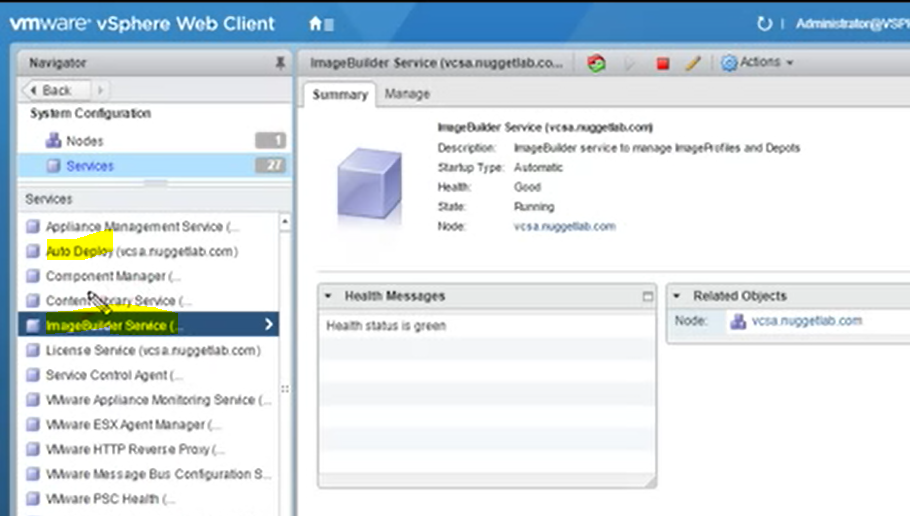 vmware® vSphere Web Client
Administrator@VSPH
Navigator
ImageBuilder Service (vcsa.nuggetlab.co...
Actions
Back
Summary
Manage
System Configuration
Nodes 1
Services 27
ImageBuilder Service (vcsa.nuggetlab.com)
Description: ImageBuilder service to manage ImageProfiles and Depots
Startup Type: Automatic
Health: Good
State: Running
Node: vcsa.nuggetlab.com
Services
Appliance Management Service (...
Auto Deploy (vcsa.nuggetlab.com)
Component Manager (...
Content Library Service (...
ImageBuilder Service (...
License Service (vcsa.nuggetlab.com)
Service Control Agent (...
VMware Appliance Monitoring Service (...
VMware ESX Agent Manager (...
VMware HTTP Reverse Proxy (...
VMware Message Bus Configuration S...
VMware PSC Health (...
Health Messages
Health status is green
Related Objects
Node: vcsa.nuggetlab.com